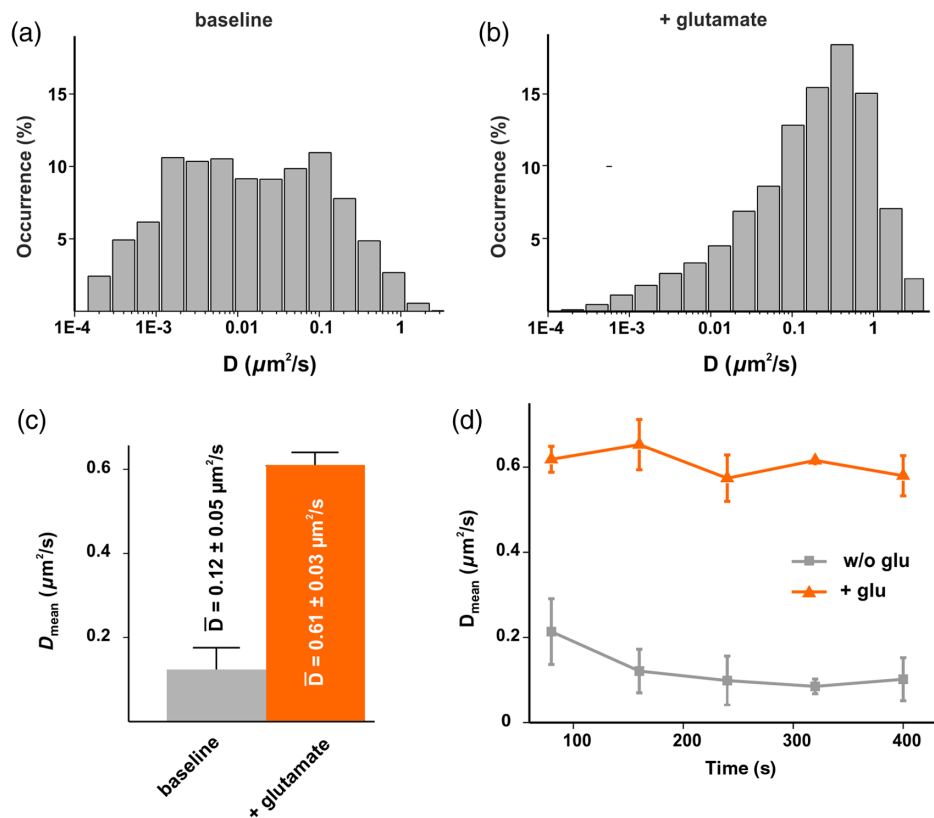 (a)
baseline
Occurrence (%)
15
10
5
1E-4
1E-3
0.01
0.1
1
D (µm²/s)
(b)
+ glutamate
Occurrence (%)
15
10
5
1E-4
1E-3
0.01
0.1
1
D (µm²/s)
(c)
D̅ = 0.12 ± 0.05 µm²/s
D̅ = 0.61 ± 0.03 µm²/s
Dmean (µm²/s)
0.6
0.4
0.2
baseline
+ glutamate
(d)
Dmean (µm²/s)
0.6
0.4
0.2
0
w/o glu
+ glu
100
200
300
400
Time (s)